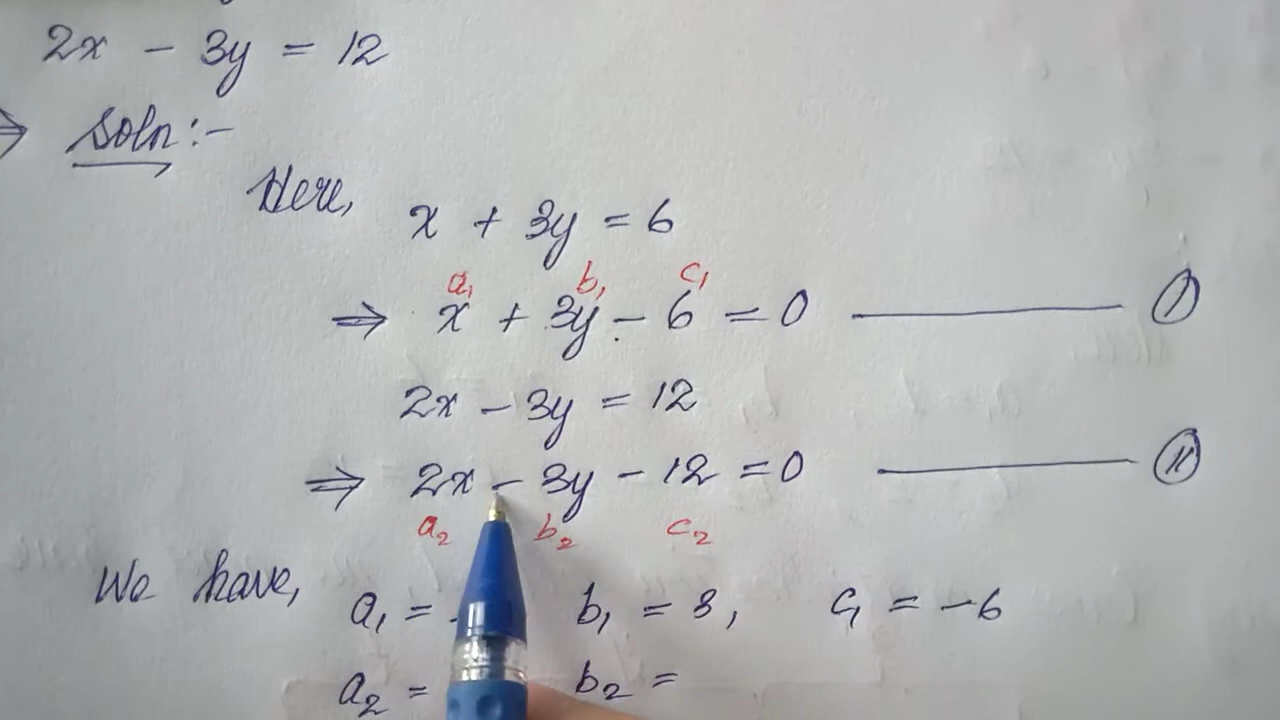 2x - 3y = 12
⇒ Soln :-
Here, x + 3y = 6
a₁ b₁ c₁
⇒ x + 3y - 6 = 0 ——— (I)
2x - 3y = 12
⇒ 2x - 3y - 12 = 0 ——— (II)
a₂ b₂ c₂
We have, a₁ = b₁ = 3, c₁ = -6
a₂ = b₂ =